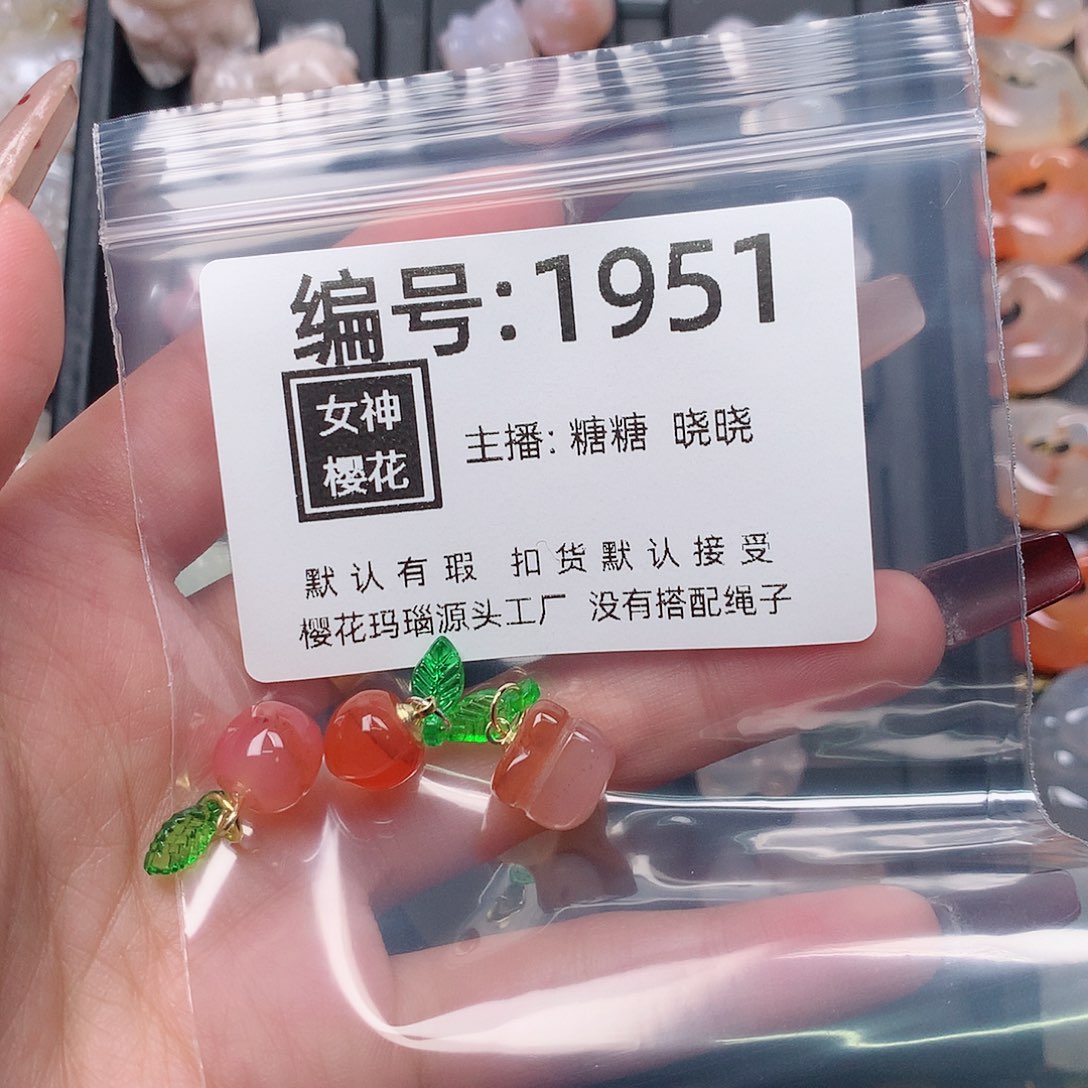 编号:1951
女神
樱花
主播: 糖糖 晓晓
默认有瑕 扣货默认接受
樱花玛瑙源头工厂 没有搭配绳子